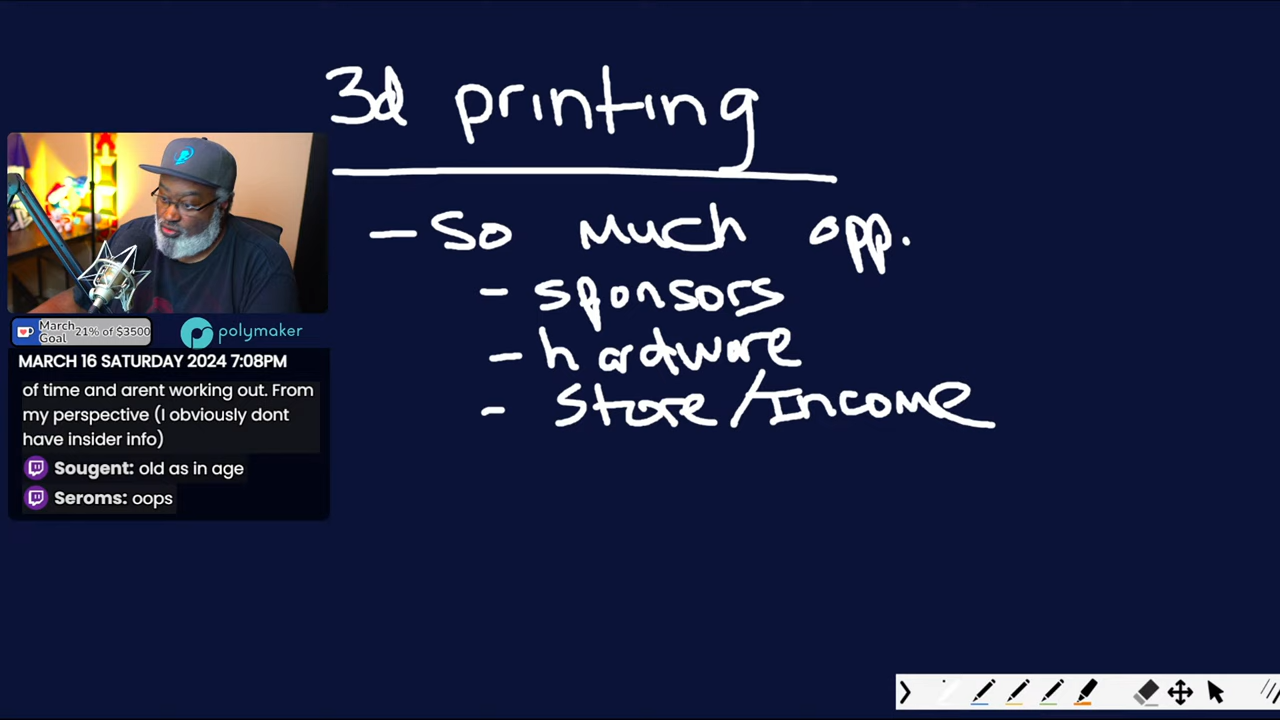 3d printing
- So Much opp.
- sponsors
- hardware
- Store/Income
March Goal
21% of $3500
polymaker
MARCH 16 SATURDAY 2024 7:08PM
of time and arent working out. From
my perspective (I obviously dont
have insider info)
Sougent: old as in age
Seroms: oops